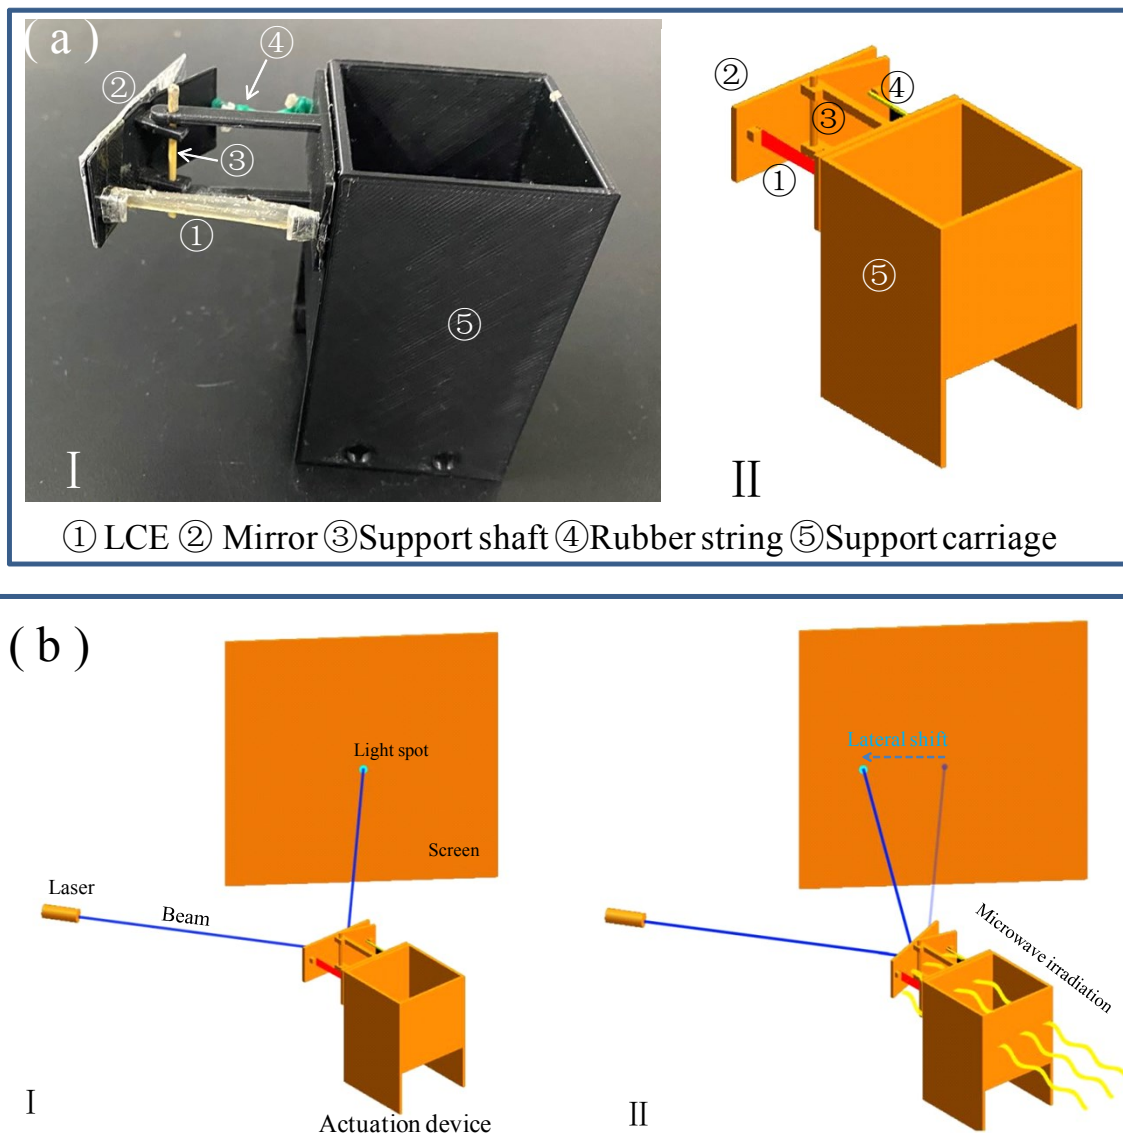 ( a )
④
②
③
①
⑤
Ⅰ
②
④
③
①
⑤
Ⅱ
① LCE ② Mirror ③Support shaft ④Rubber string ⑤Support carriage
( b )
Light spot
Screen
Laser
Beam
Ⅰ
Actuation device
Lateral shift
Microwave irradiation
Ⅱ